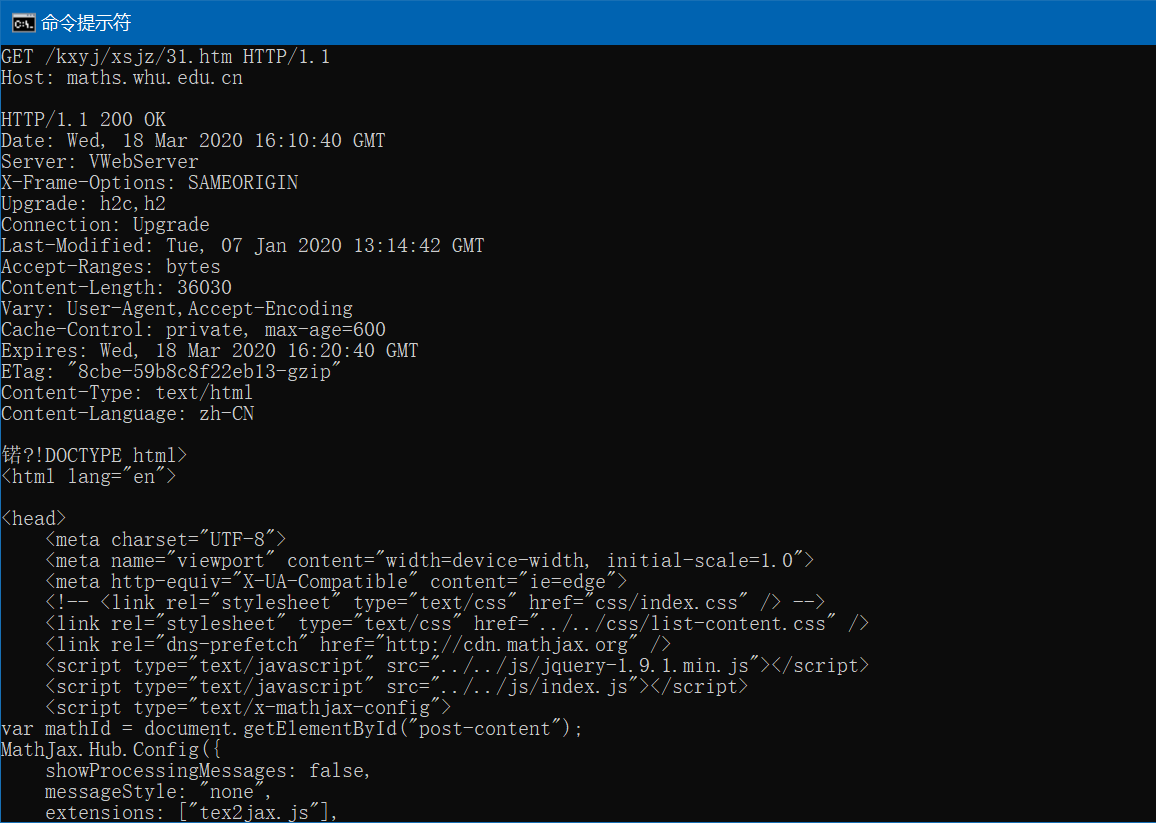 命令提示符
GET /kxyj/xsjz/31.htm HTTP/1.1
Host: maths.whu.edu.cn

HTTP/1.1 200 OK
Date: Wed, 18 Mar 2020 16:10:40 GMT
Server: VWebServer
X-Frame-Options: SAMEORIGIN
Upgrade: h2c,h2
Connection: Upgrade
Last-Modified: Tue, 07 Jan 2020 13:14:42 GMT
Accept-Ranges: bytes
Content-Length: 36030
Vary: User-Agent,Accept-Encoding
Cache-Control: private, max-age=600
Expires: Wed, 18 Mar 2020 16:20:40 GMT
ETag: "8cbe-59b8c8f22eb13-gzip"
Content-Type: text/html
Content-Language: zh-CN

锘?!DOCTYPE html>
<html lang="en">

<head>
    <meta charset="UTF-8">
    <meta name="viewport" content="width=device-width, initial-scale=1.0">
    <meta http-equiv="X-UA-Compatible" content="ie=edge">
    <!-- <link rel="stylesheet" type="text/css" href="css/index.css" /> -->
    <link rel="stylesheet" type="text/css" href="../../css/list-content.css" />
    <link rel="dns-prefetch" href="http://cdn.mathjax.org" />
    <script type="text/javascript" src="../../js/jquery-1.9.1.min.js"></script>
    <script type="text/javascript" src="../../js/index.js"></script>
    <script type="text/x-mathjax-config">
var mathId = document.getElementById("post-content");
MathJax.Hub.Config({
    showProcessingMessages: false,
    messageStyle: "none",
    extensions: ["tex2jax.js"],